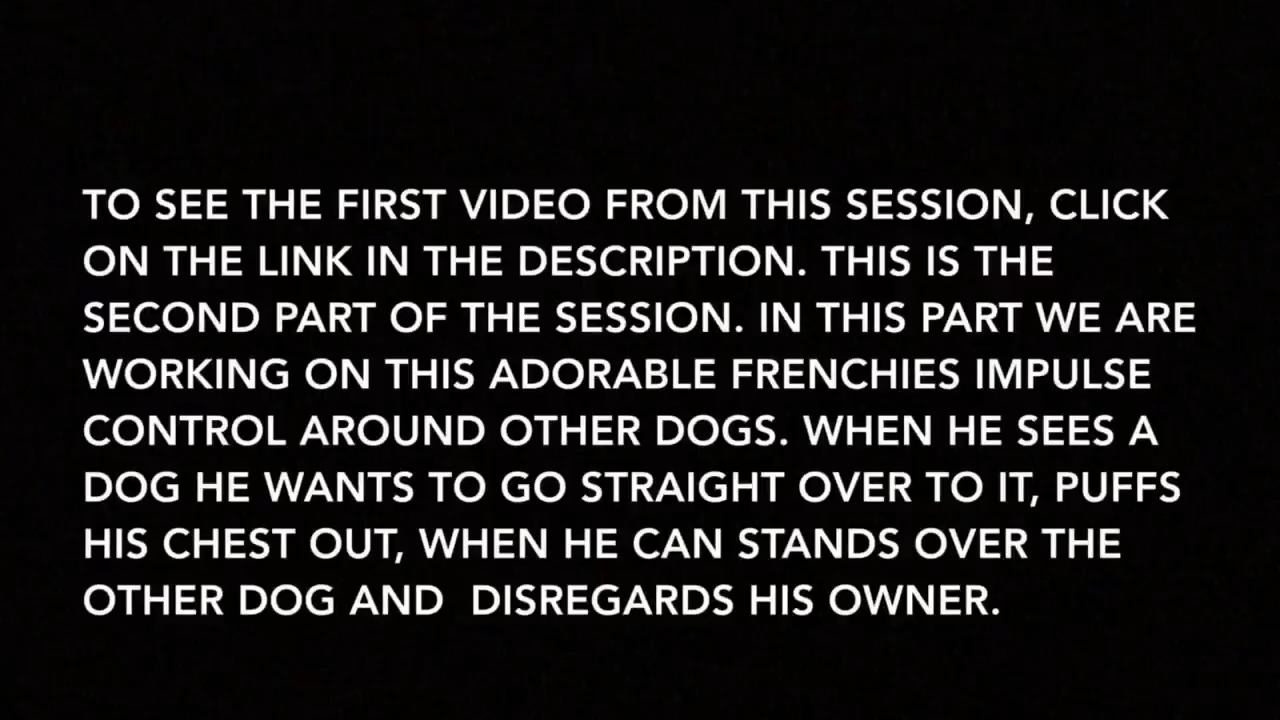 TO SEE THE FIRST VIDEO FROM THIS SESSION, CLICK
ON THE LINK IN THE DESCRIPTION. THIS IS THE
SECOND PART OF THE SESSION. IN THIS PART WE ARE
WORKING ON THIS ADORABLE FRENCHIES IMPULSE
CONTROL AROUND OTHER DOGS. WHEN HE SEES A
DOG HE WANTS TO GO STRAIGHT OVER TO IT, PUFFS
HIS CHEST OUT, WHEN HE CAN STANDS OVER THE
OTHER DOG AND  DISREGARDS HIS OWNER.